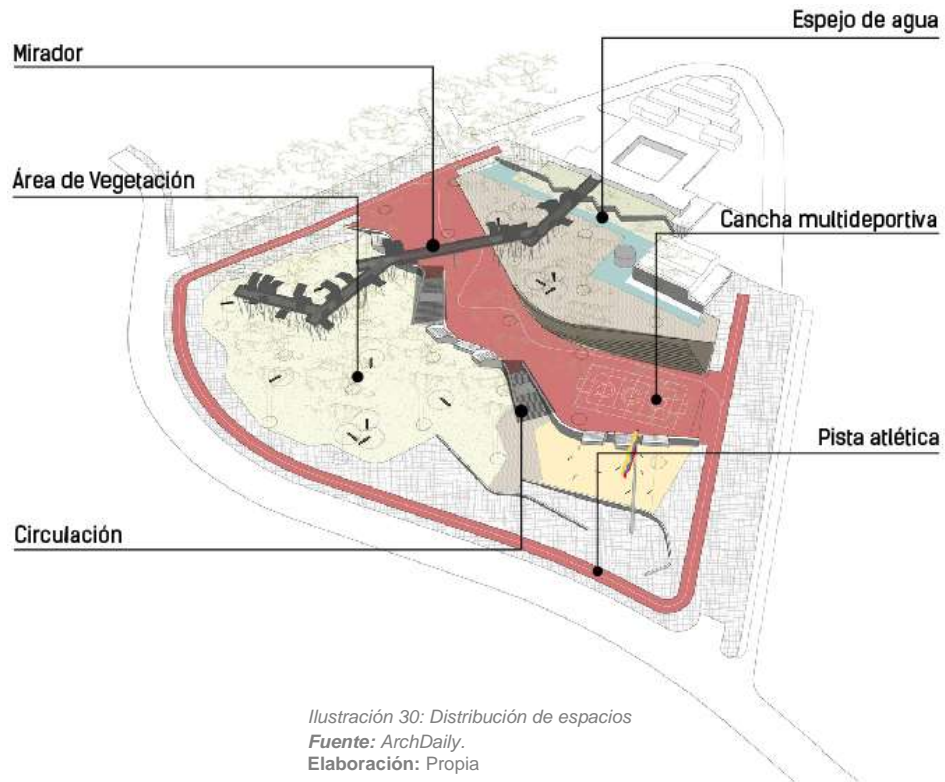 Espejo de agua
Mirador
Área de Vegetación
Cancha multideportiva
Pista atlética
Circulación
Ilustración 30: Distribución de espacios
Fuente: ArchDaily.
Elaboración: Propia